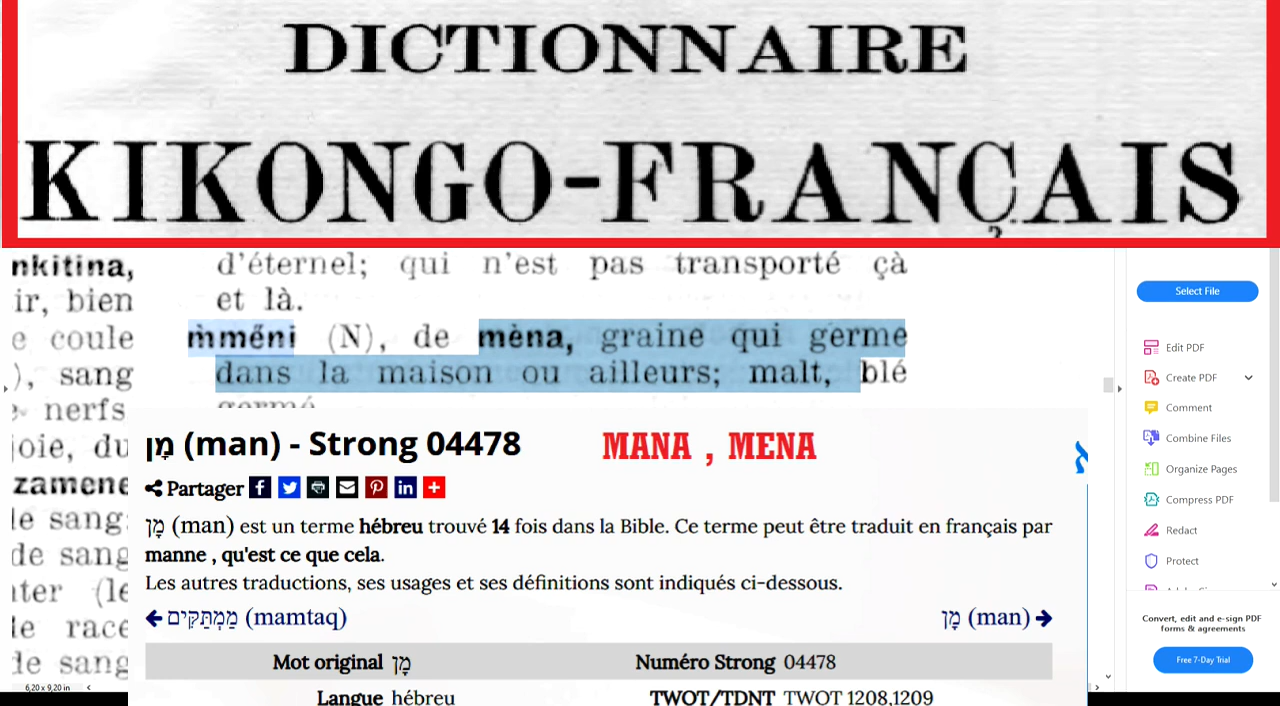 DICTIONNAIRE
KIKONGO-FRANÇAIS
nkitina,
ir, bien
e coule
), sang
nerfs
joie, du
zamene
le sang
de sang
ter (le
le race
le sang
d'éternel; qui n'est pas transporté çà
et là.
m̀mĕ́ni (N), de mèna, graine qui germe
dans la maison ou ailleurs; malt, blé
germé
מָן (man) - Strong 04478
MANA , MENA
א
Partager
מָן (man) est un terme hébreu trouvé 14 fois dans la Bible. Ce terme peut être traduit en français par
manne , qu'est ce que cela.
Les autres traductions, ses usages et ses définitions sont indiqués ci-dessous.
← מַמְתַּקִּים (mamtaq)
מָן (man) →
Mot original מָן
Numéro Strong 04478
Langue hébreu
TWOT/TDNT TWOT 1208,1209
6,20 x 9,20 in
Select File
Edit PDF
Create PDF
Comment
Combine Files
Organize Pages
Compress PDF
Redact
Protect
Convert, edit and e-sign PDF
forms & agreements
Free 7-Day Trial